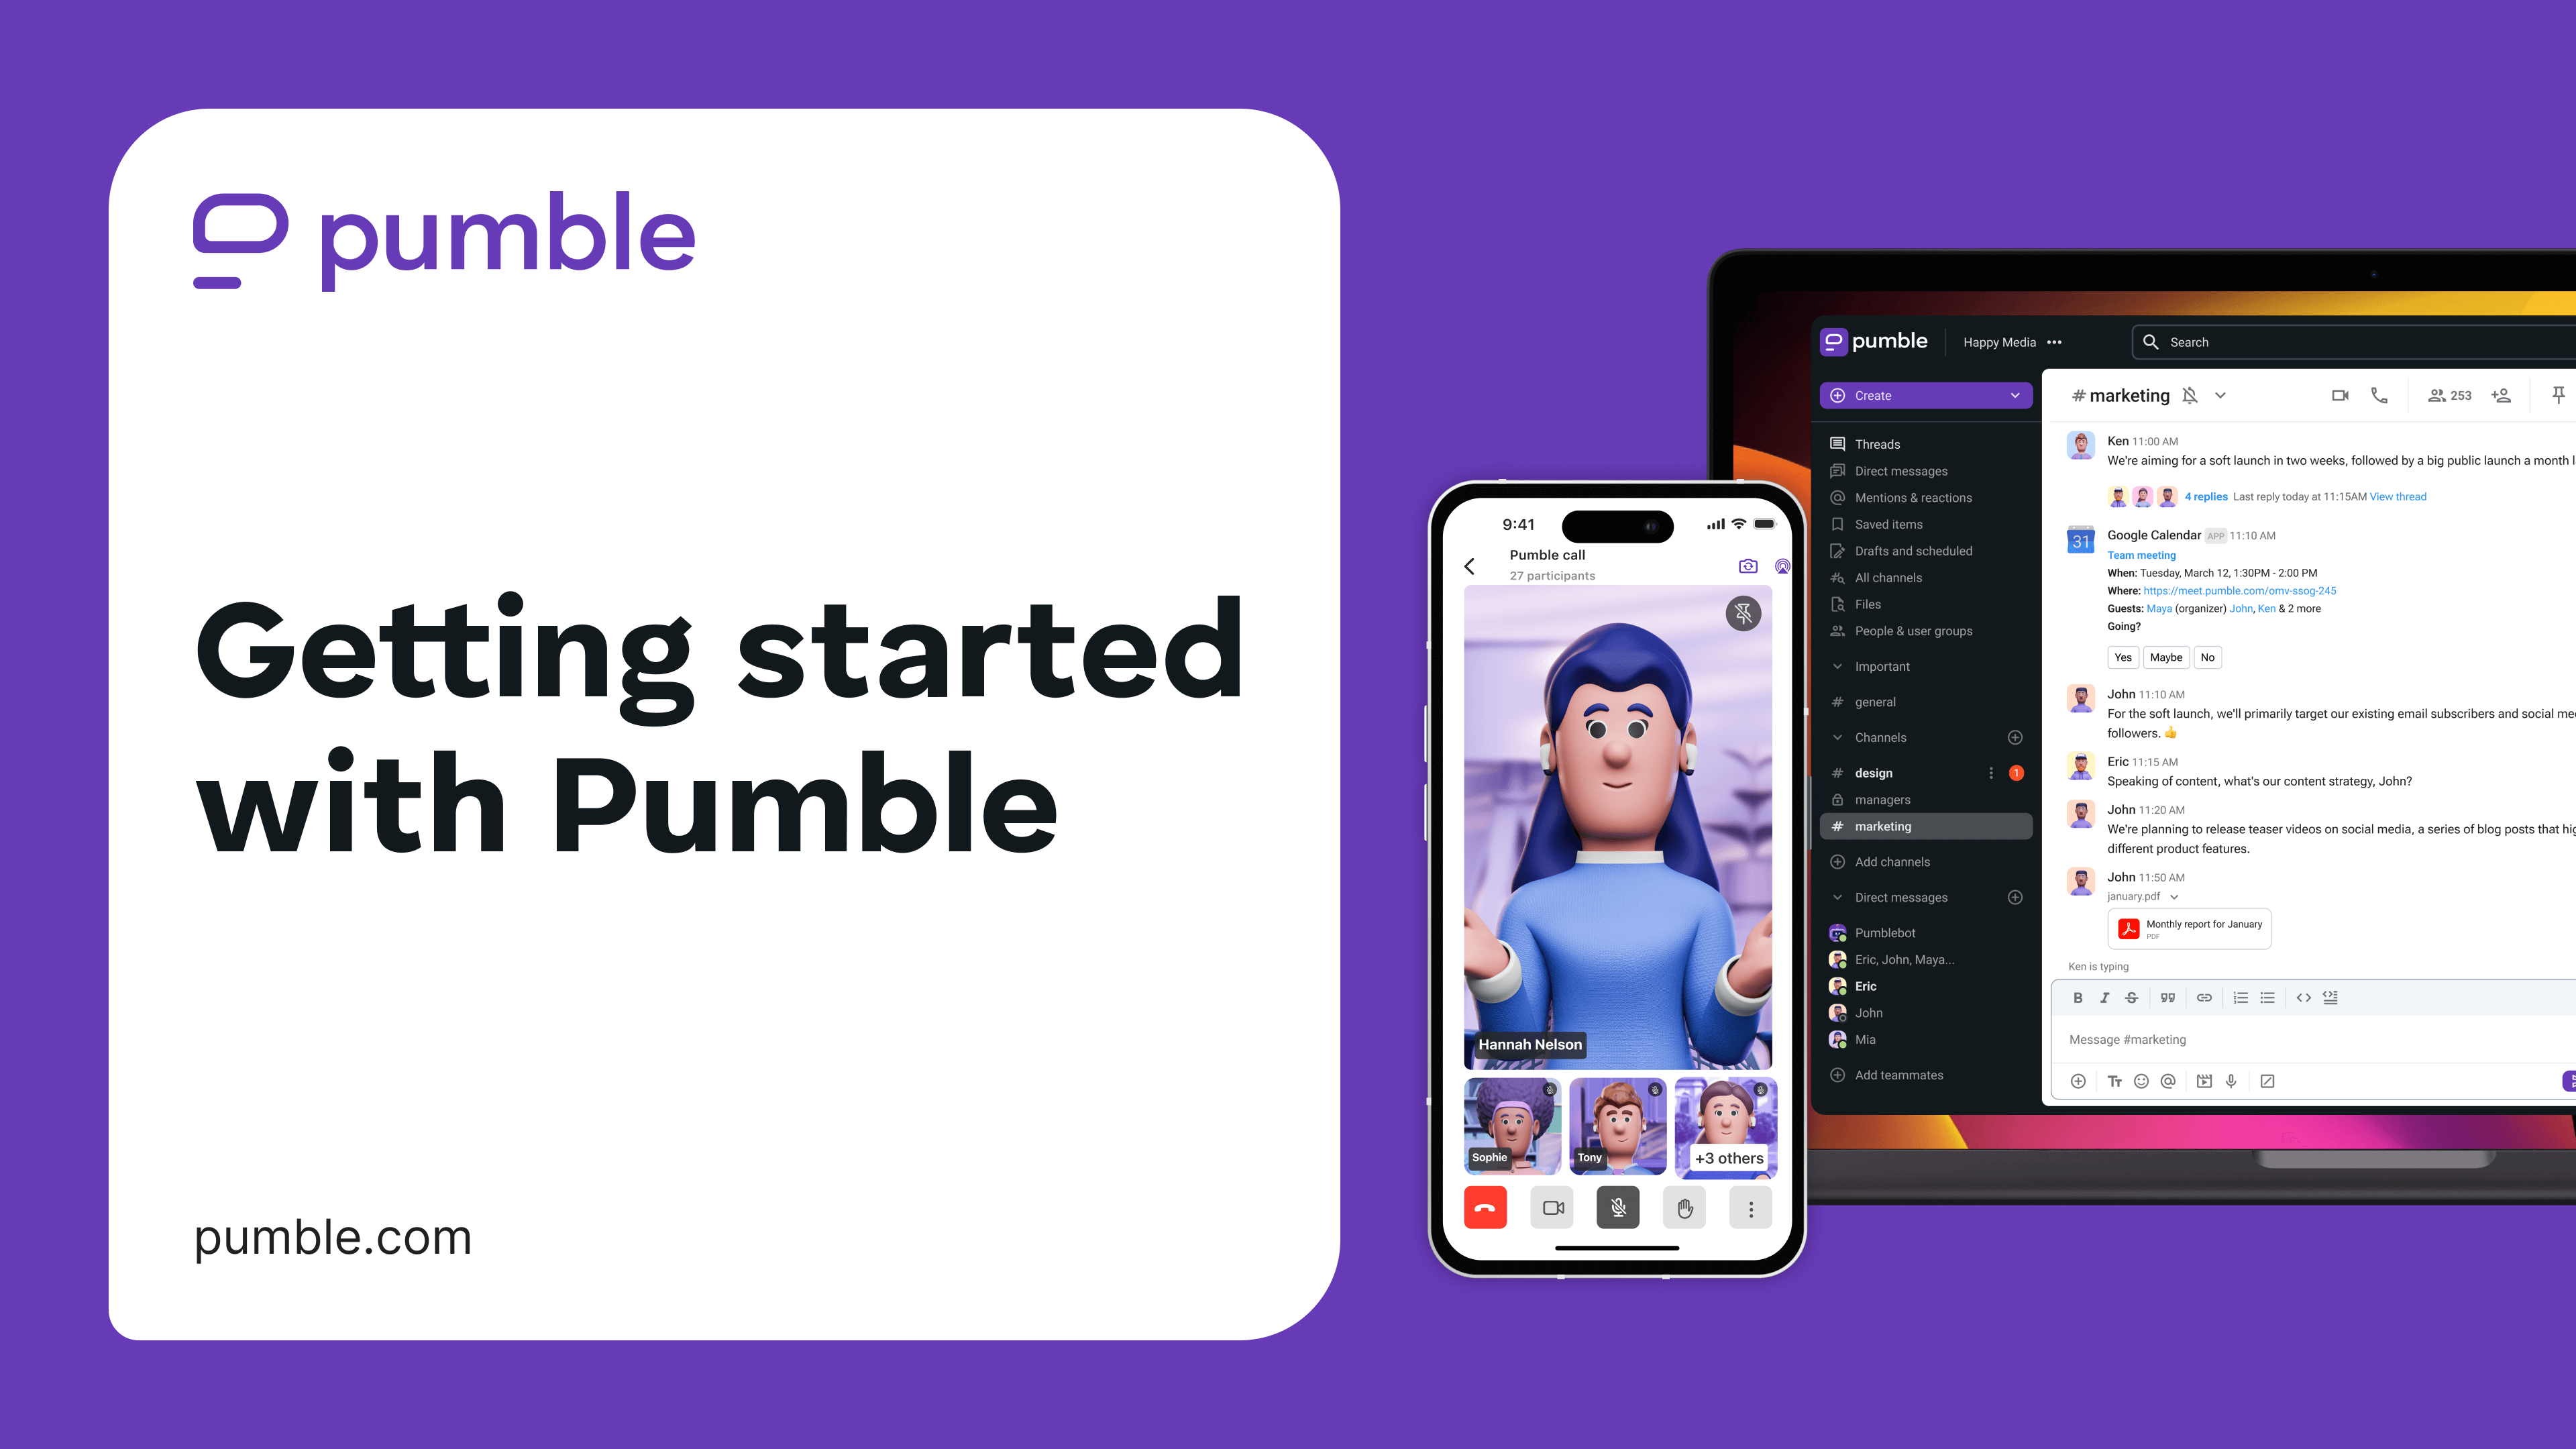 pumble
Getting started
with Pumble
pumble.com
9:41
Pumble call
27 participants
Hannah Nelson
Sophie
Tony
+3 others
pumble
Happy Media
Search
Create
Threads
Direct messages
Mentions & reactions
Saved items
Drafts and scheduled
All channels
Files
People & user groups
Important
# general
Channels
# design
1
managers
# marketing
Add channels
Direct messages
Pumblebot
Eric, John, Maya...
Eric
John
Mia
Add teammates
# marketing
253
Ken 11:00 AM
We're aiming for a soft launch in two weeks, followed by a big public launch a month
4 replies Last reply today at 11:15AM View thread
31
Google Calendar APP 11:10 AM
Team meeting
When: Tuesday, March 12, 1:30PM - 2:00 PM
Where: https://meet.pumble.com/omv-ssog-245
Guests: Maya (organizer) John, Ken & 2 more
Going?
Yes Maybe No
John 11:10 AM
For the soft launch, we'll primarily target our existing email subscribers and social
followers. 👍
Eric 11:15 AM
Speaking of content, what's our content strategy, John?
John 11:20 AM
We're planning to release teaser videos on social media, a series of blog posts that
different product features.
John 11:50 AM
january.pdf
Monthly report for January
PDF
Ken is typing
B I S
Message #marketing
Tt